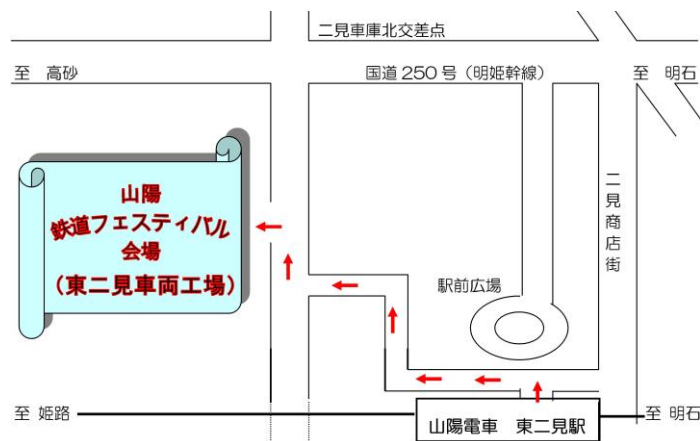 二見車庫北交差点
至 高砂
国道250号（明姫幹線）
至 明石
山陽
鉄道フェスティバル
会場
（東二見車両工場）
二見商店街
駅前広場
至 姫路
山陽電車 東二見駅
至 明石